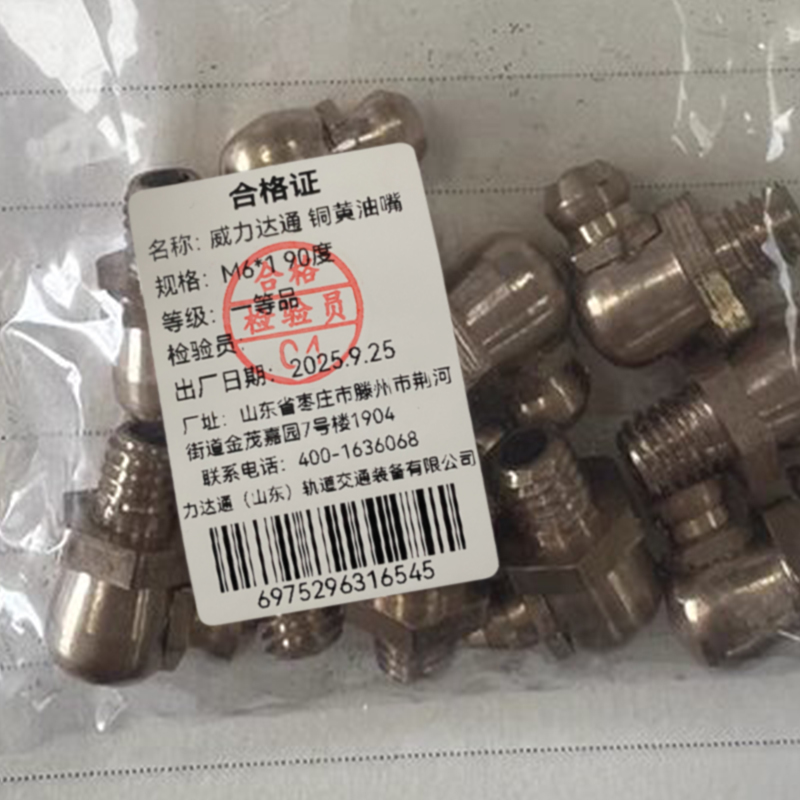 合格证
名称：威力达通 铜黄油嘴
规格：M6*1 90度
等级：一等品
检验员：
合格
检验员
01
出厂日期：2025.9.25
厂址：山东省枣庄市滕州市荆河
街道金茂嘉园7号楼1904
联系电话：400-1636068
力达通（山东）轨道交通装备有限公司
6975296316545